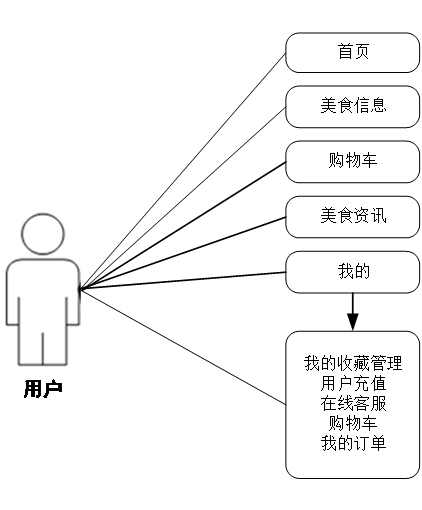 首页
美食信息
购物车
美食资讯
我的
用户
我的收藏管理
用户充值
在线客服
购物车
我的订单